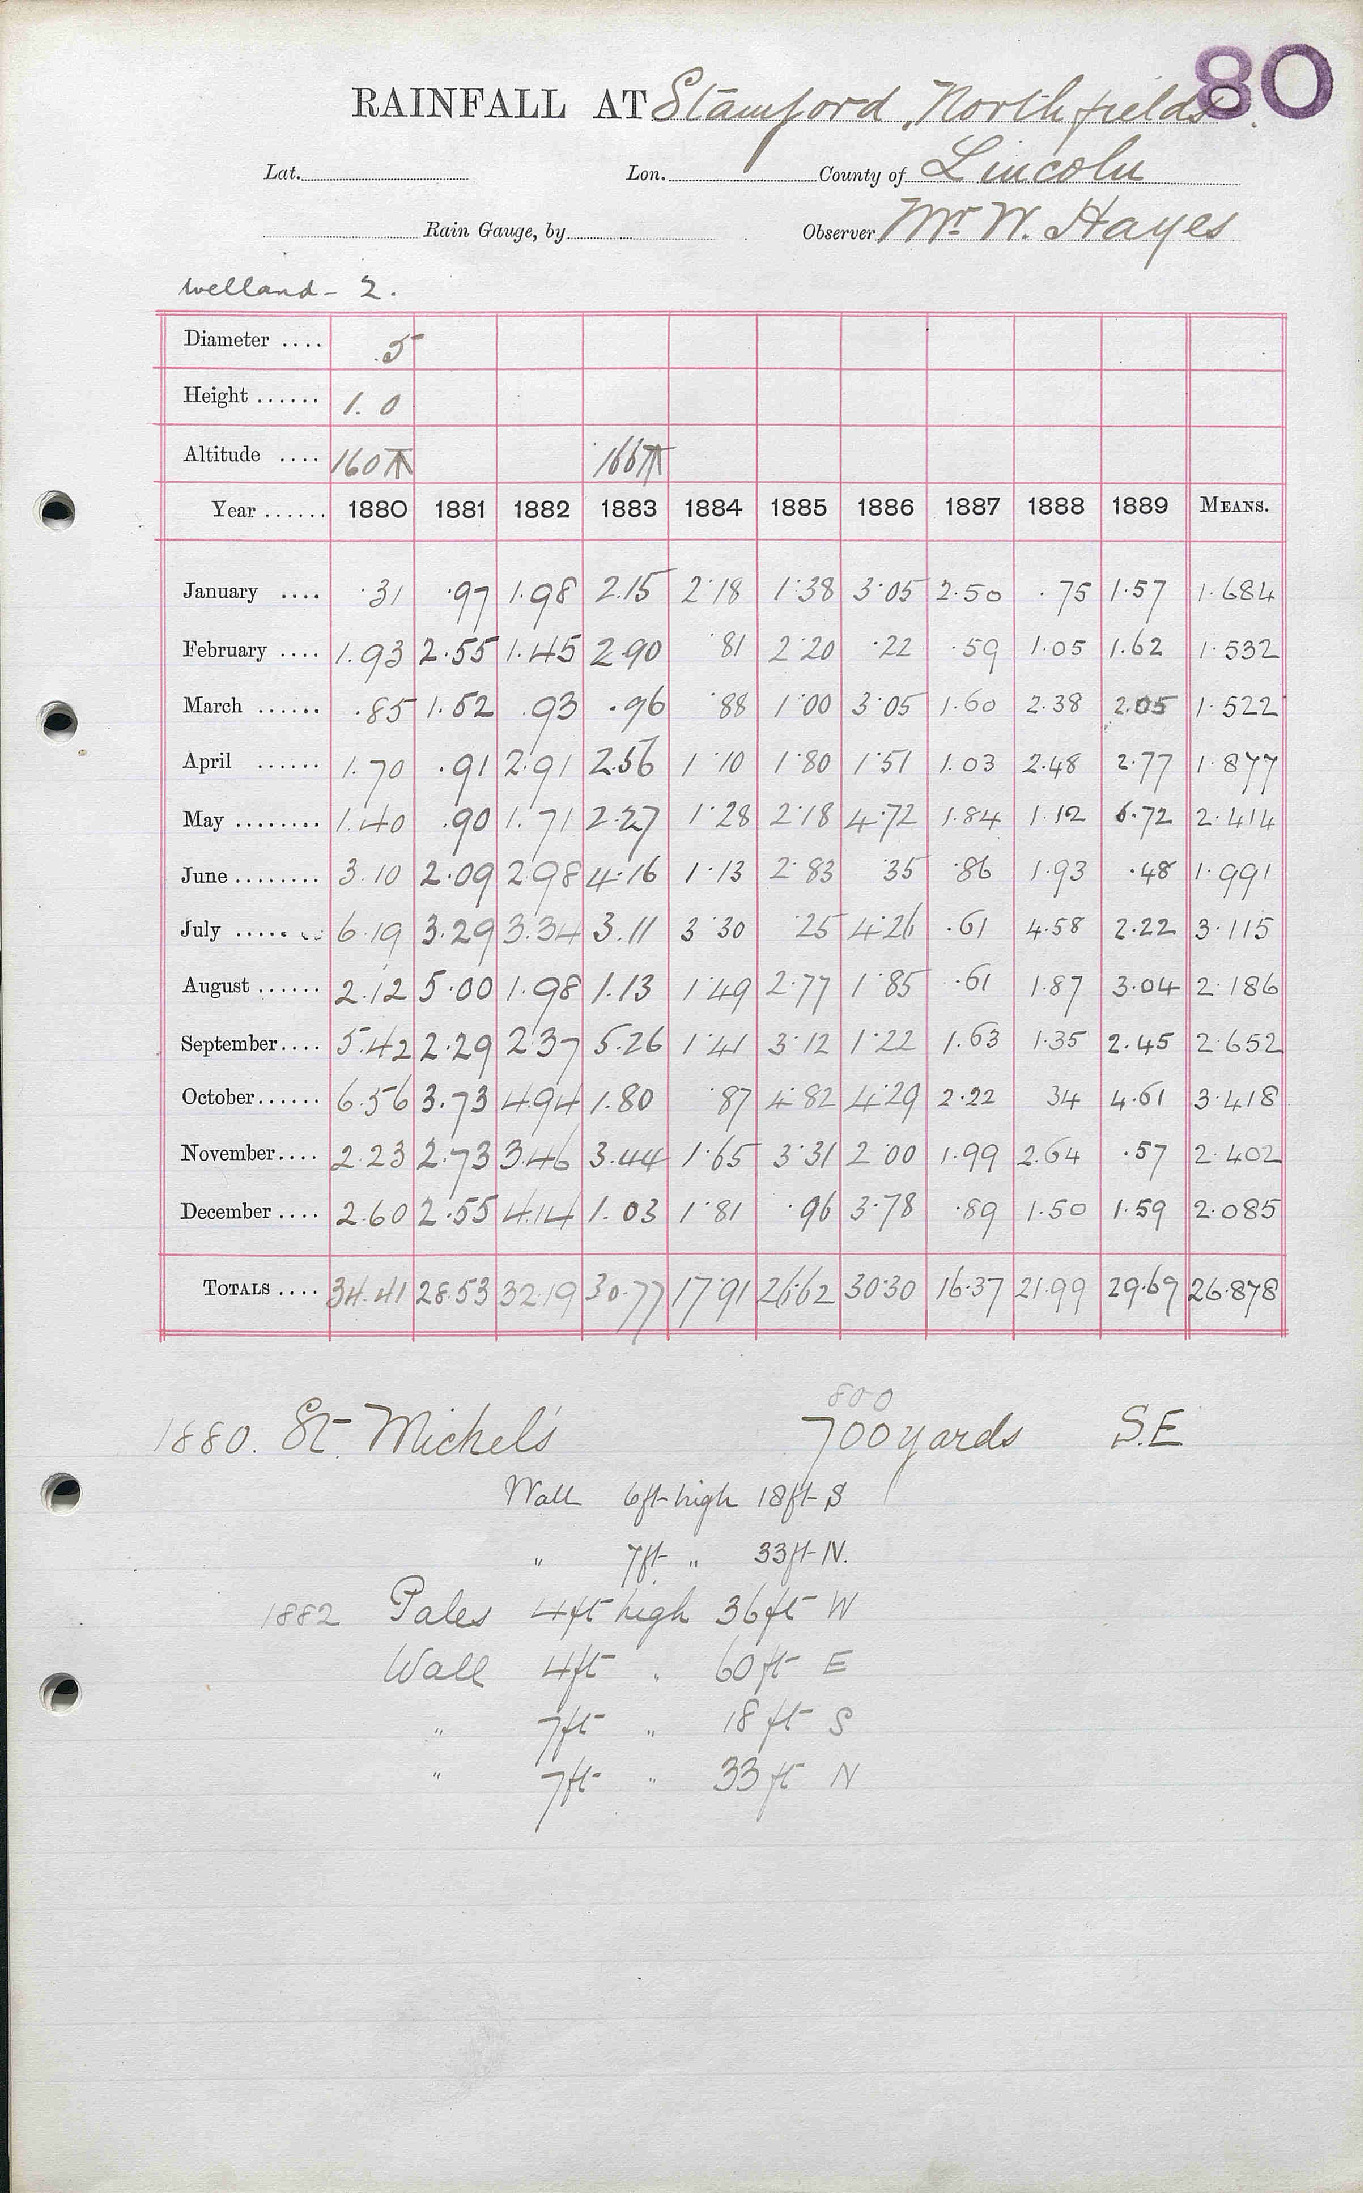 80
RAINFALL AT Stamford, Northfields.
Lat. Lon. County of Lincoln
Rain Gauge, by Observer Mr. W. Hayes
Welland - 2.
Diameter .... 5
Height ...... 1. 0
Altitude .... 160 166
Year ...... 1880 1881 1882 1883 1884 1885 1886 1887 1888 1889 MEANS.
January .... .31 .97 1.98 2.15 2.18 1.38 3.05 2.50 .75 1.57 1.684
February .... 1.93 2.55 1.45 2.90 .81 2.20 .22 .59 1.05 1.62 1.532
March ...... .85 1.52 .93 .96 .88 1.00 3.05 1.60 2.38 2.05 1.522
April ...... 1.70 .91 2.91 2.56 1.10 1.80 1.51 1.03 2.48 2.77 1.877
May ........ 1.40 .90 1.71 2.27 1.28 2.18 4.72 1.84 1.12 6.72 2.414
June ........ 3.10 2.09 2.98 4.16 1.13 2.83 .35 .86 1.93 .48 1.991
July ........ 6.19 3.29 3.34 3.11 3.30 .25 4.26 .61 4.58 2.22 3.115
August ...... 2.12 5.00 1.98 1.13 1.49 2.77 1.85 .61 1.87 3.04 2.186
September.... 5.42 2.29 2.37 5.26 1.41 3.12 1.22 1.63 1.35 2.45 2.652
October...... 6.56 3.73 4.94 1.80 .87 4.82 4.29 2.22 34 4.61 3.418
November.... 2.23 2.73 3.46 3.44 1.65 3.31 2.00 1.99 2.64 .57 2.402
December .... 2.60 2.55 4.14 1.03 1.81 .96 3.78 .89 1.50 1.59 2.085
TOTALS .... 34.41 28.53 32.19 30.77 17.91 26.62 30.30 16.37 21.99 29.69 26.878
800
1880. St. Michel's 700 yards S.E
Wall 6ft high 18ft S
" 7ft " 33ft N.
1882 Pales 4ft high 36ft W
Wall 4ft " 60ft E
" 7ft " 18ft S
" 7ft " 33ft N